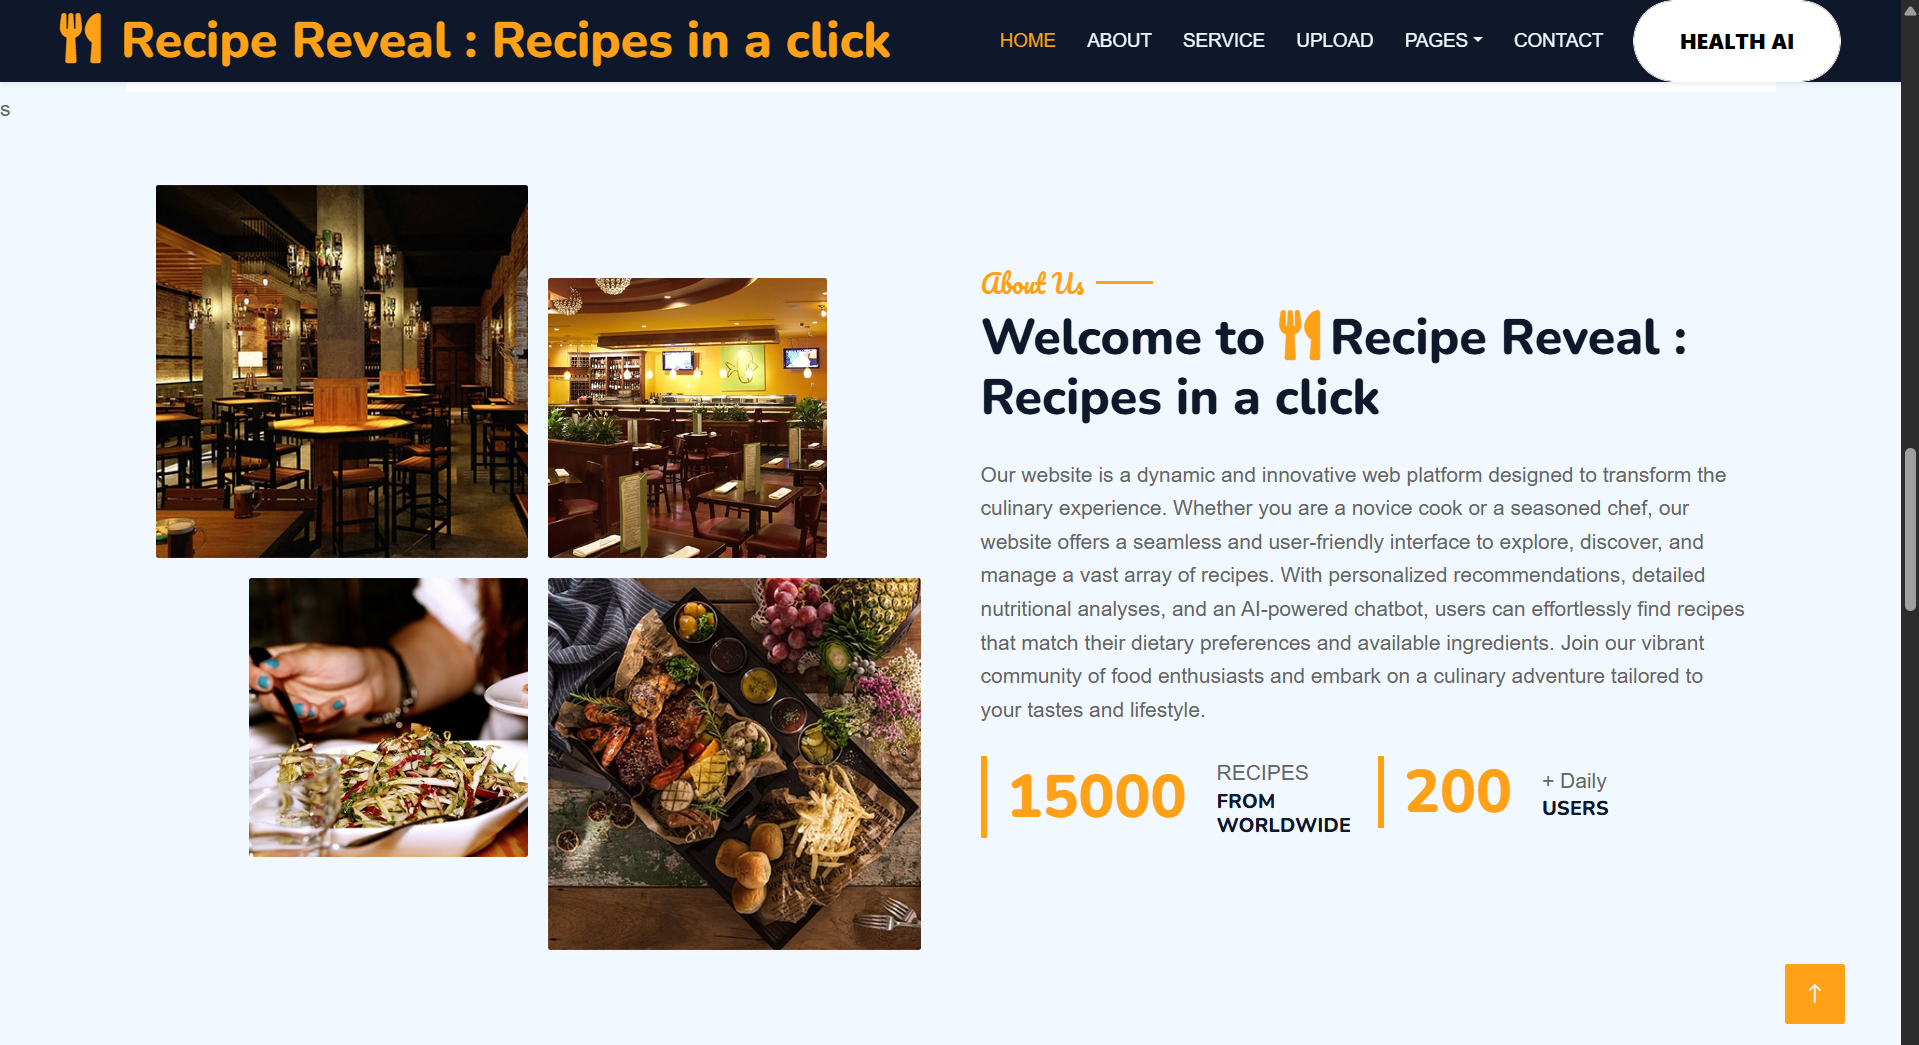 Recipe Reveal : Recipes in a click
HOME
ABOUT
SERVICE
UPLOAD
PAGES
CONTACT
HEALTH AI
s
About Us
Welcome to Recipe Reveal :
Recipes in a click
Our website is a dynamic and innovative web platform designed to transform the
culinary experience. Whether you are a novice cook or a seasoned chef, our
website offers a seamless and user-friendly interface to explore, discover, and
manage a vast array of recipes. With personalized recommendations, detailed
nutritional analyses, and an AI-powered chatbot, users can effortlessly find recipes
that match their dietary preferences and available ingredients. Join our vibrant
community of food enthusiasts and embark on a culinary adventure tailored to
your tastes and lifestyle.
15000
RECIPES
FROM
WORLDWIDE
200
+ Daily
USERS